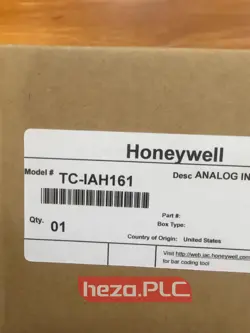 Honeywell
Model # TC-IAH161 Desc ANALOG IN
Qty. 01
Part #:
Box Type:
Country of Origin: United States
Visit http://web.iac.honeywell.com
for bar coding tool
heza.PLC